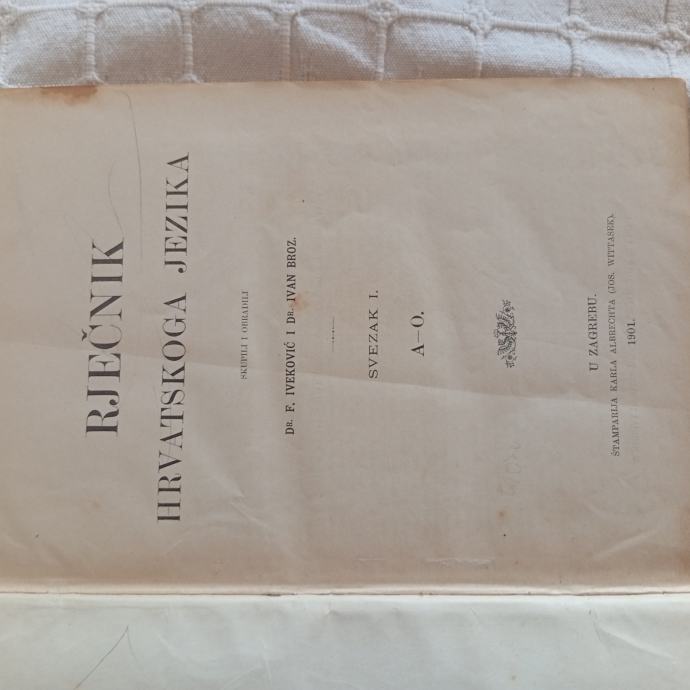 RJEČNIK
HRVATSKOGA JEZIKA
SKUPILI I OBRADILI
DR. F. IVEKOVIĆ I DR. IVAN BROZ.
SVEZAK I.
A—O.
U ZAGREBU.
ŠTAMPARIJA KARLA ALBRECHTA (JOS. WITTASEK).
1901.